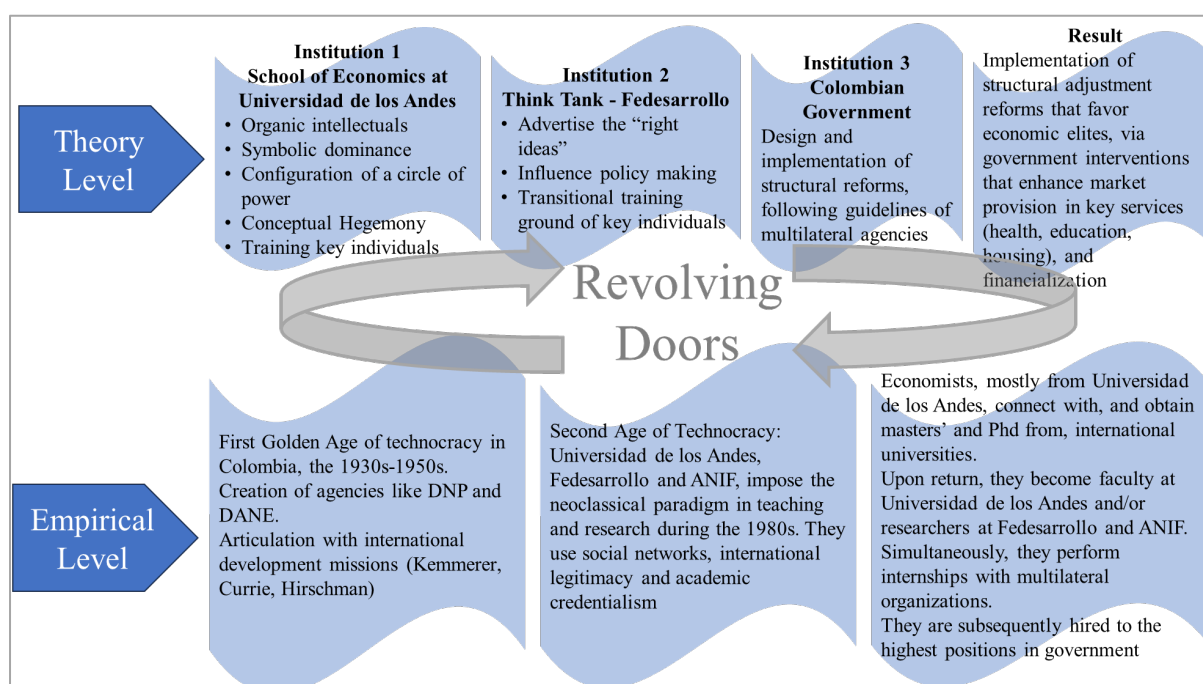 Theory
Level
Institution 1
School of Economics at
Universidad de los Andes
• Organic intellectuals
• Symbolic dominance
• Configuration of a circle of
power
• Conceptual Hegemony
• Training key individuals
Institution 2
Think Tank - Fedesarrollo
• Advertise the “right
ideas”
• Influence policy making
• Transitional training
ground of key individuals
Institution 3
Colombian
Government
Design and
implementation of
structural reforms,
following guidelines of
multilateral agencies
Result
Implementation of
structural adjustment
reforms that favor
economic elites, via
government interventions
that enhance market
provision in key services
(health, education,
housing), and
financialization
Revolving
Doors
Empirical
Level
First Golden Age of technocracy in
Colombia, the 1930s-1950s.
Creation of agencies like DNP and
DANE.
Articulation with international
development missions (Kemmerer,
Currie, Hirschman)
Second Age of Technocracy:
Universidad de los Andes,
Fedesarrollo and ANIF, impose the
neoclassical paradigm in teaching
and research during the 1980s. They
use social networks, international
legitimacy and academic
credentialism
Economists, mostly from Universidad
de los Andes, connect with, and obtain
masters’ and Phd from, international
universities.
Upon return, they become faculty at
Universidad de los Andes and/or
researchers at Fedesarrollo and ANIF.
Simultaneously, they perform
internships with multilateral
organizations.
They are subsequently hired to the
highest positions in government